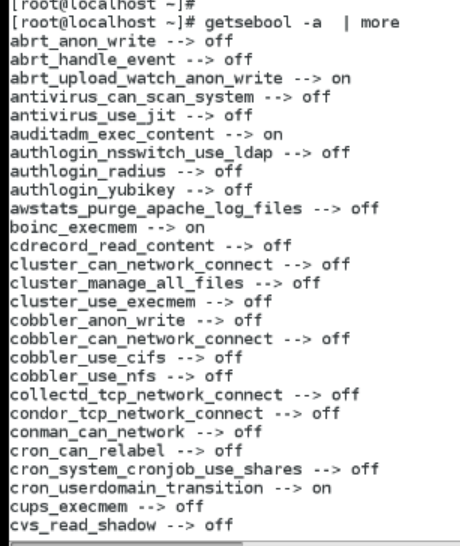 [root@localhost ~]#
[root@localhost ~]# getsebool -a  | more
abrt_anon_write --> off
abrt_handle_event --> off
abrt_upload_watch_anon_write --> on
antivirus_can_scan_system --> off
antivirus_use_jit --> off
auditadm_exec_content --> on
authlogin_nsswitch_use_ldap --> off
authlogin_radius --> off
authlogin_yubikey --> off
awstats_purge_apache_log_files --> off
boinc_execmem --> on
cdrecord_read_content --> off
cluster_can_network_connect --> off
cluster_manage_all_files --> off
cluster_use_execmem --> off
cobbler_anon_write --> off
cobbler_can_network_connect --> off
cobbler_use_cifs --> off
cobbler_use_nfs --> off
collectd_tcp_network_connect --> off
condor_tcp_network_connect --> off
conman_can_network --> off
cron_can_relabel --> off
cron_system_cronjob_use_shares --> off
cron_userdomain_transition --> on
cups_execmem --> off
cvs_read_shadow --> off